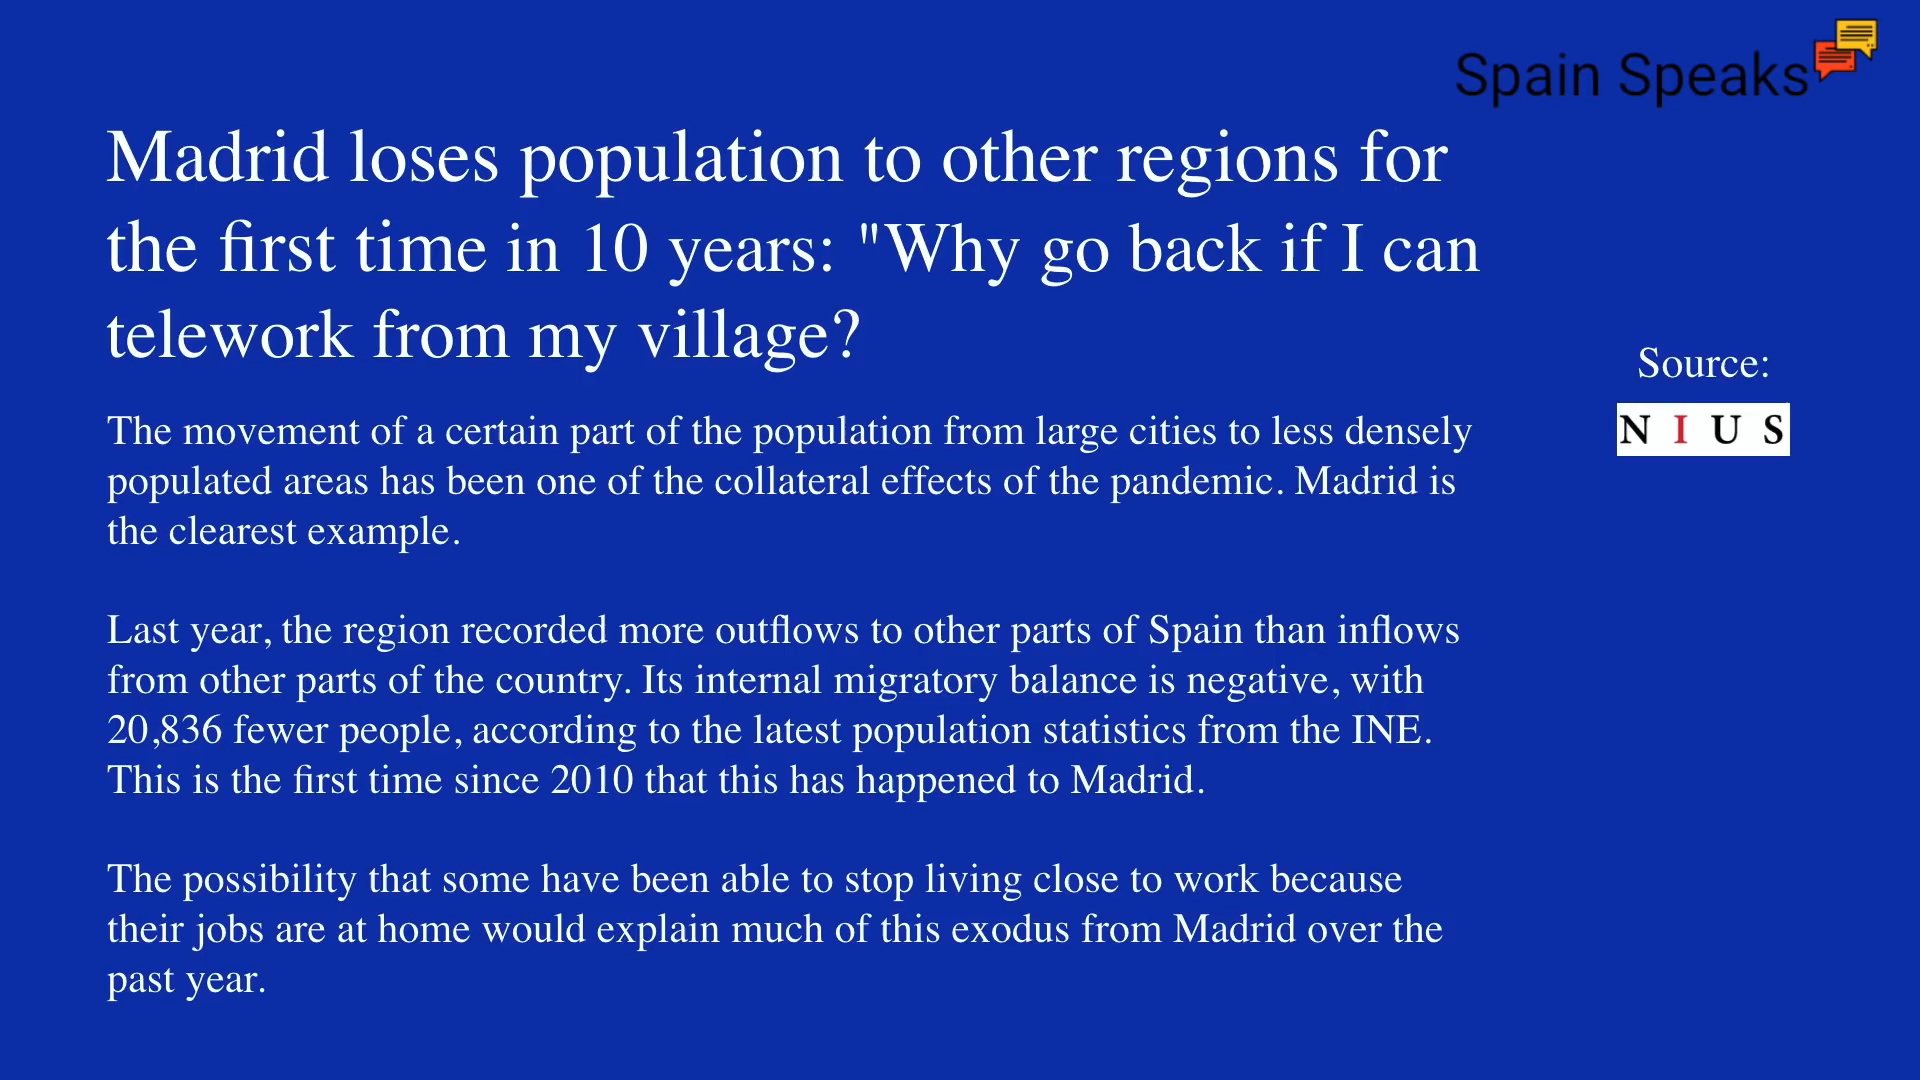 Spain Speaks
Madrid loses population to other regions for
the first time in 10 years: "Why go back if I can
telework from my village?
Source:
NIUS
The movement of a certain part of the population from large cities to less densely
populated areas has been one of the collateral effects of the pandemic. Madrid is
the clearest example.
Last year, the region recorded more outflows to other parts of Spain than inflows
from other parts of the country. Its internal migratory balance is negative, with
20,836 fewer people, according to the latest population statistics from the INE.
This is the first time since 2010 that this has happened to Madrid.
The possibility that some have been able to stop living close to work because
their jobs are at home would explain much of this exodus from Madrid over the
past year.